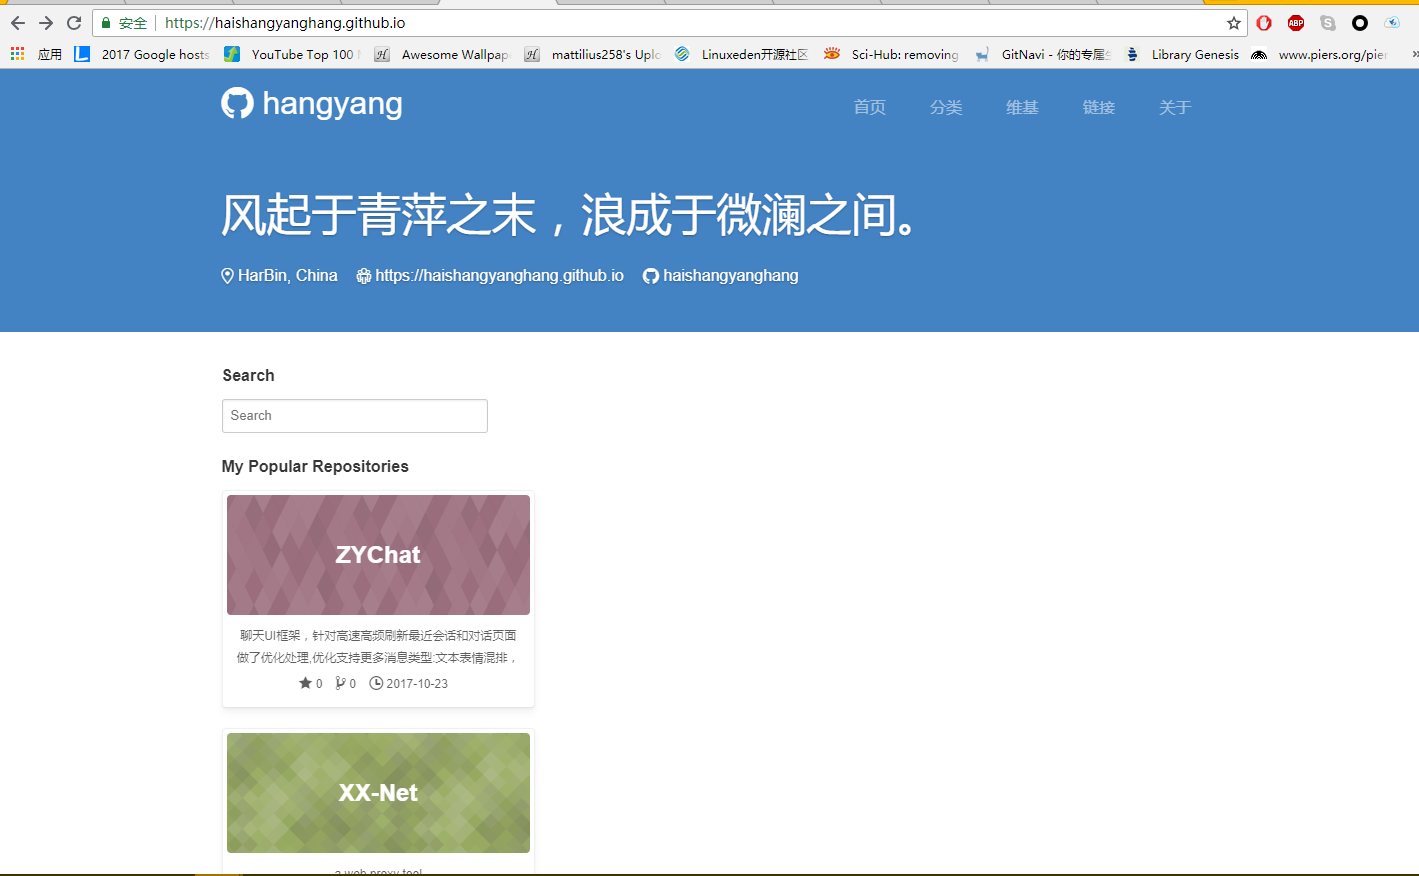 安全 https://haishangyanghang.github.io
应用 2017 Google hosts YouTube Top 100 Awesome Wallpap mattilius258's Uplo Linuxeden开源社区 Sci-Hub: removing GitNavi - 你的专属 Library Genesis www.piers.org/pier
hangyang 首页 分类 维基 链接 关于
风起于青萍之末，浪成于微澜之间。
HarBin, China https://haishangyanghang.github.io haishangyanghang
Search
Search
My Popular Repositories
ZYChat
聊天UI框架，针对高速高频刷新最近会话和对话页面
做了优化处理,优化支持更多消息类型:文本表情混排，
0 0 2017-10-23
XX-Net
a web proxy tool